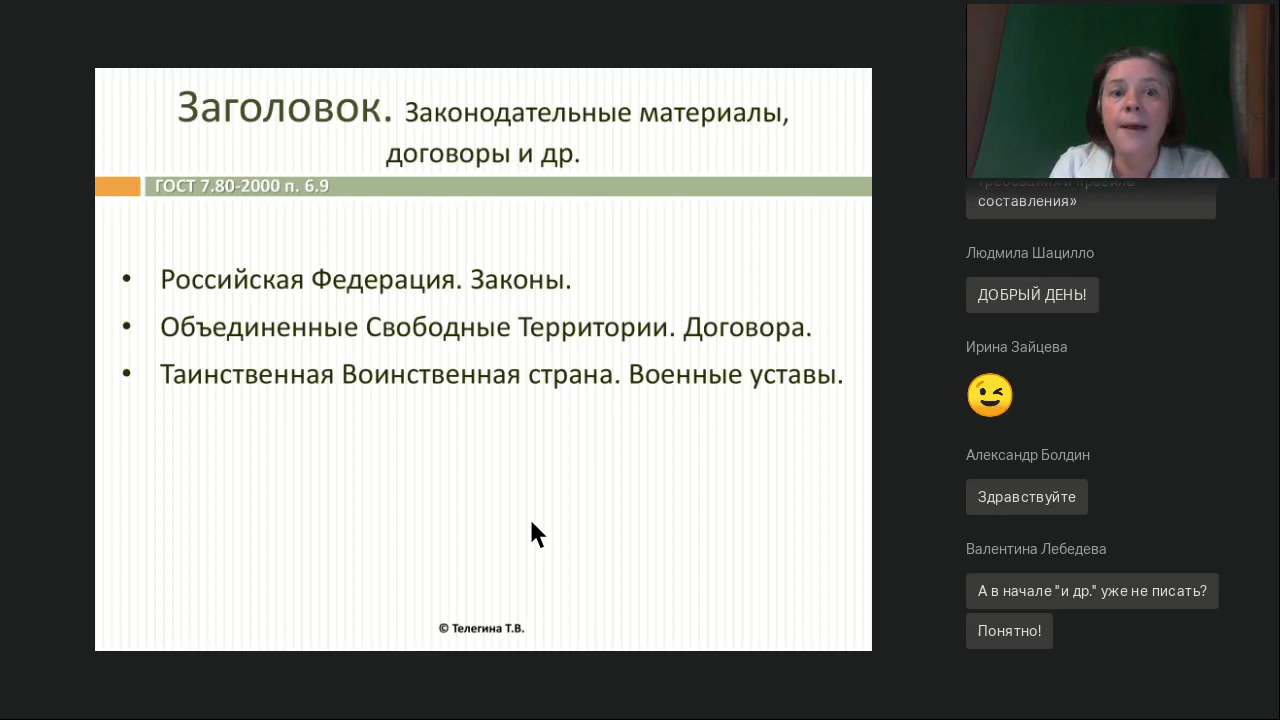 Заголовок. Законодательные материалы,
договоры и др.
ГОСТ 7.80-2000 п. 6.9
• Российская Федерация. Законы.
• Объединенные Свободные Территории. Договора.
• Таинственная Воинственная страна. Военные уставы.
© Телегина Т.В.
составления»
Людмила Шацилло
ДОБРЫЙ ДЕНЬ!
Ирина Зайцева
Александр Болдин
Здравствуйте
Валентина Лебедева
А в начале "и др." уже не писать?
Понятно!